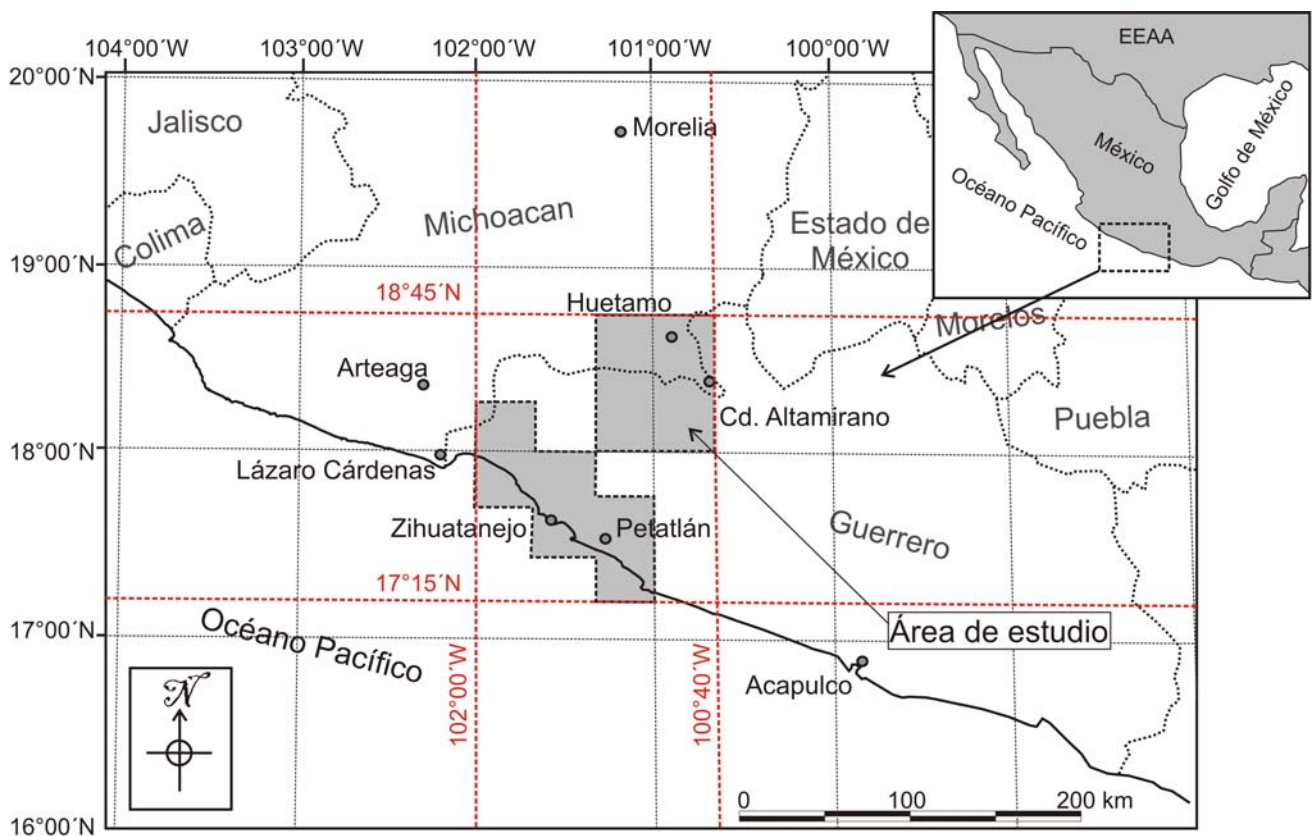 104°00´W
103°00´W
102°00´W
101°00´W
100°00´W
20°00´N
19°00´N
18°00´N
17°00´N
16°00´N
EEAA
México
Golfo de México
Océano Pacífico
Jalisco
Morelia
Colima
Michoacan
Estado de
México
18°45´N
Huetamo
Morelos
Arteaga
Cd. Altamirano
Puebla
Lázaro Cárdenas
Zihuatanejo
Petatlán
Guerrero
17°15´N
Océano Pacífico
Área de estudio
102°00´W
100°40´W
Acapulco
N
0 100 200 km